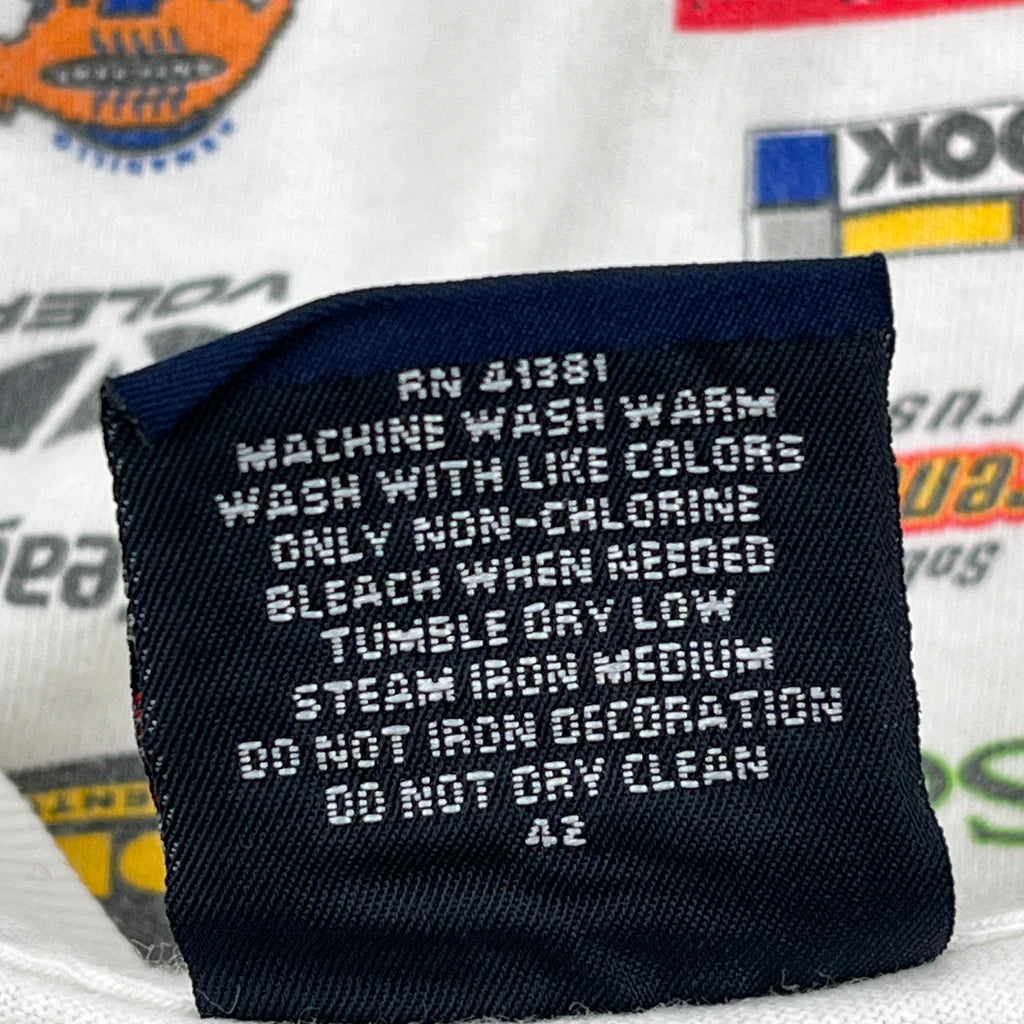 RN 41381
MACHINE WASH WARM
WASH WITH LIKE COLORS
ONLY NON-CHLORINE
BLEACH WHEN NEEDED
TUMBLE DRY LOW
STEAM IRON MEDIUM
DO NOT IRON DECORATION
DO NOT DRY CLEAN
42
VOLER